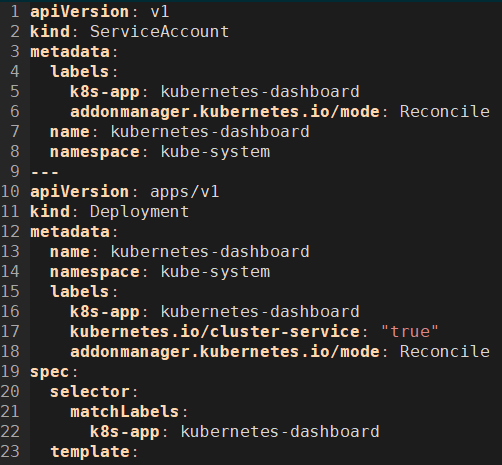 1 apiVersion: v1
2 kind: ServiceAccount
3 metadata:
4   labels:
5     k8s-app: kubernetes-dashboard
6     addonmanager.kubernetes.io/mode: Reconcile
7   name: kubernetes-dashboard
8   namespace: kube-system
9 ---
10 apiVersion: apps/v1
11 kind: Deployment
12 metadata:
13   name: kubernetes-dashboard
14   namespace: kube-system
15   labels:
16     k8s-app: kubernetes-dashboard
17     kubernetes.io/cluster-service: "true"
18     addonmanager.kubernetes.io/mode: Reconcile
19 spec:
20   selector:
21     matchLabels:
22       k8s-app: kubernetes-dashboard
23   template: